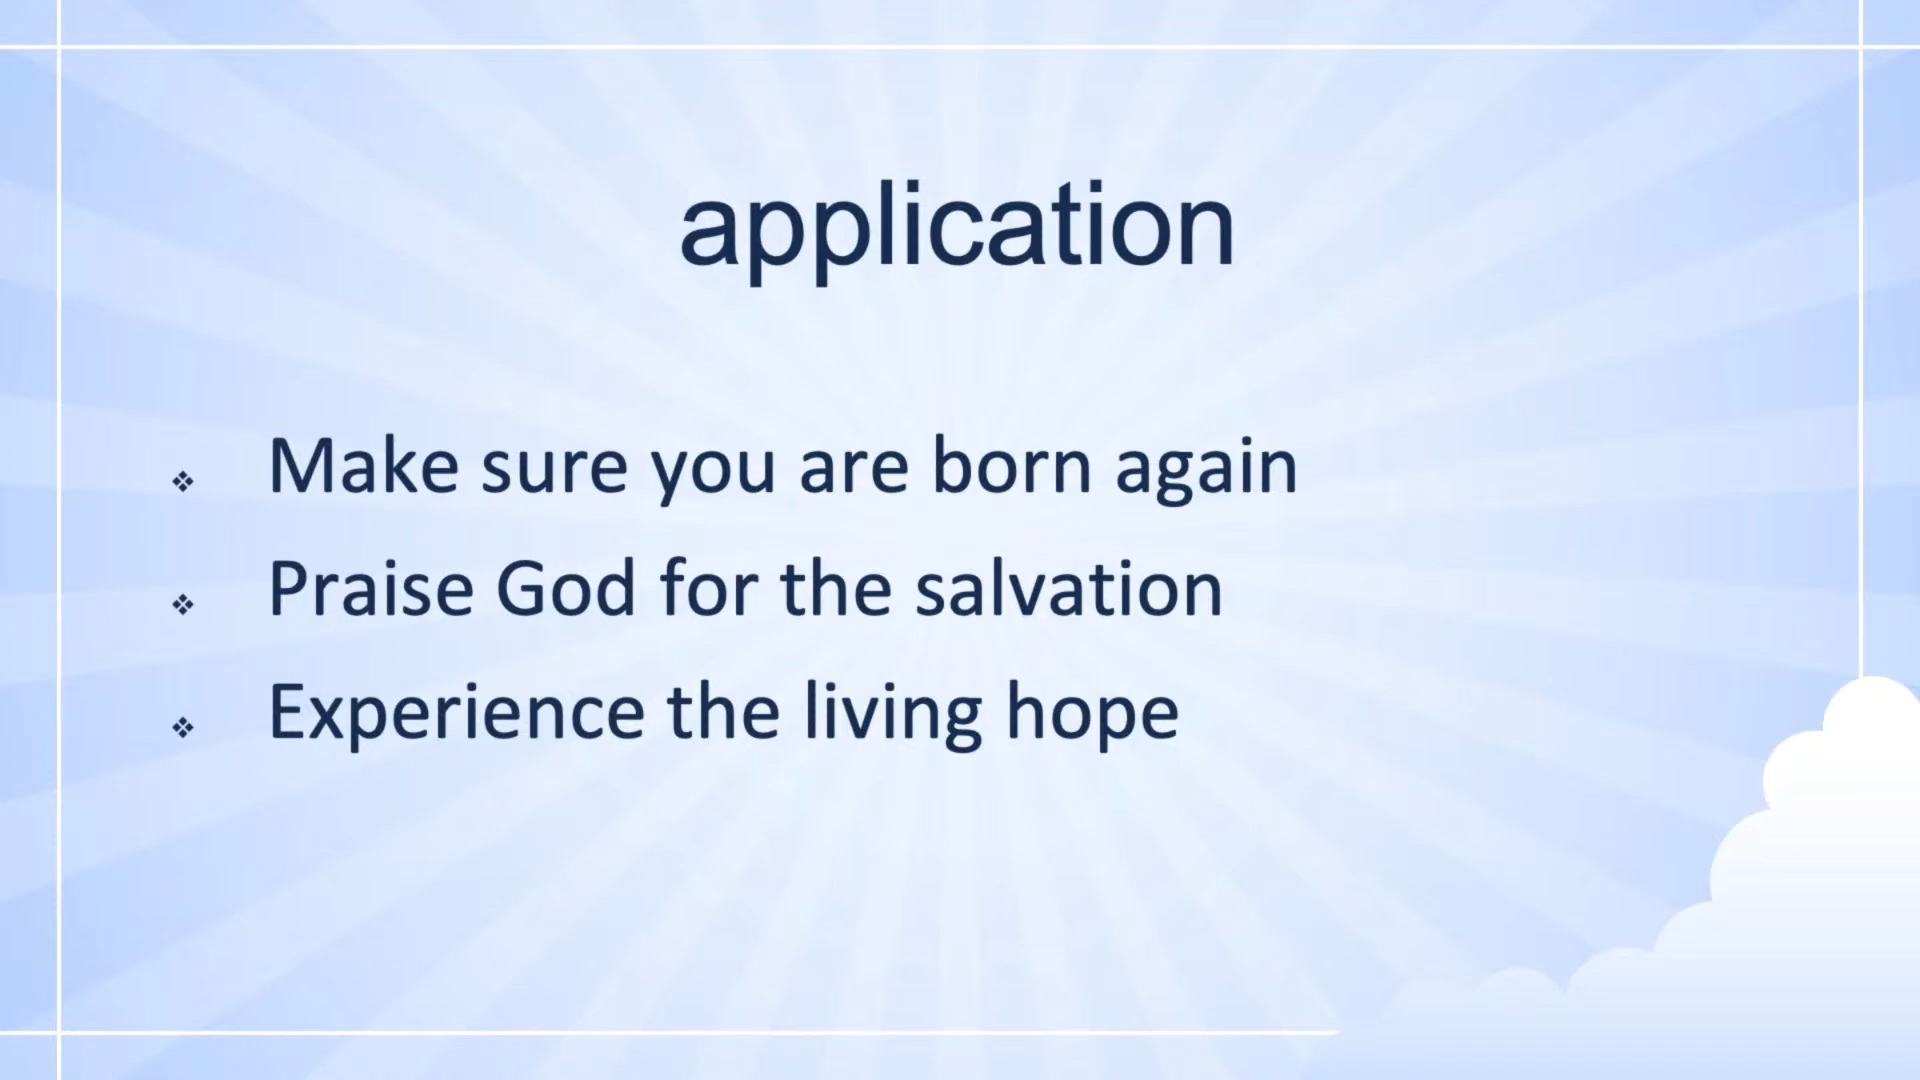 application
❖ Make sure you are born again
❖ Praise God for the salvation
❖ Experience the living hope